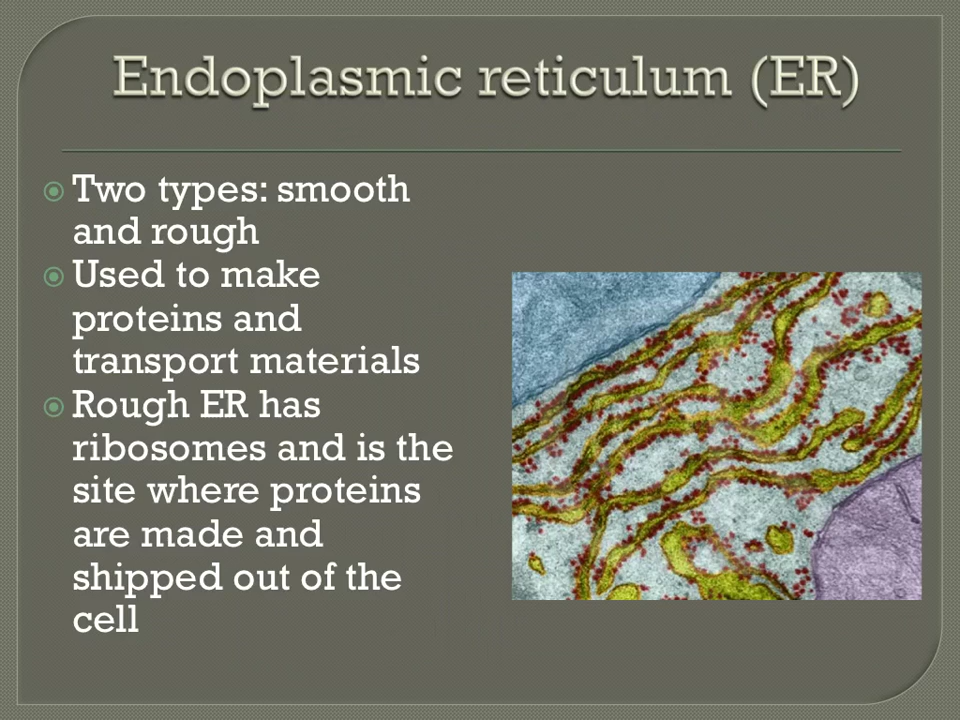 Endoplasmic reticulum (ER)
Two types: smooth
and rough
Used to make
proteins and
transport materials
Rough ER has
ribosomes and is the
site where proteins
are made and
shipped out of the
cell